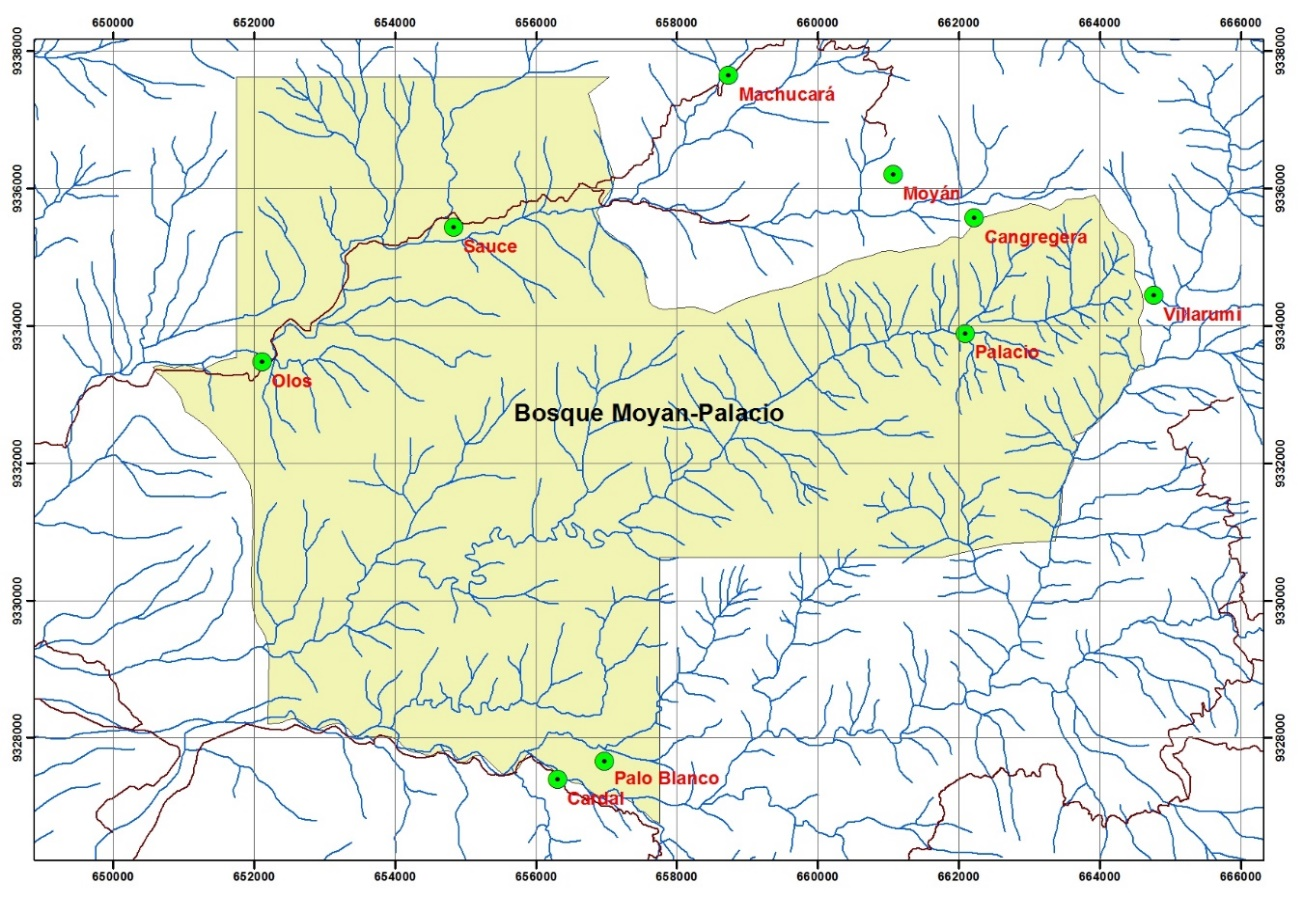 650000 652000 654000 656000 658000 660000 662000 664000 666000
9338000 9338000
Machucará
9336000 Moyán 9336000
Cangregera
Sauce
Villarumi
9334000 9334000
Palacio
Olos
Bosque Moyan-Palacio
9332000 9332000
9330000 9330000
9328000 9328000
Palo Blanco
Cardal
650000 652000 654000 656000 658000 660000 662000 664000 666000